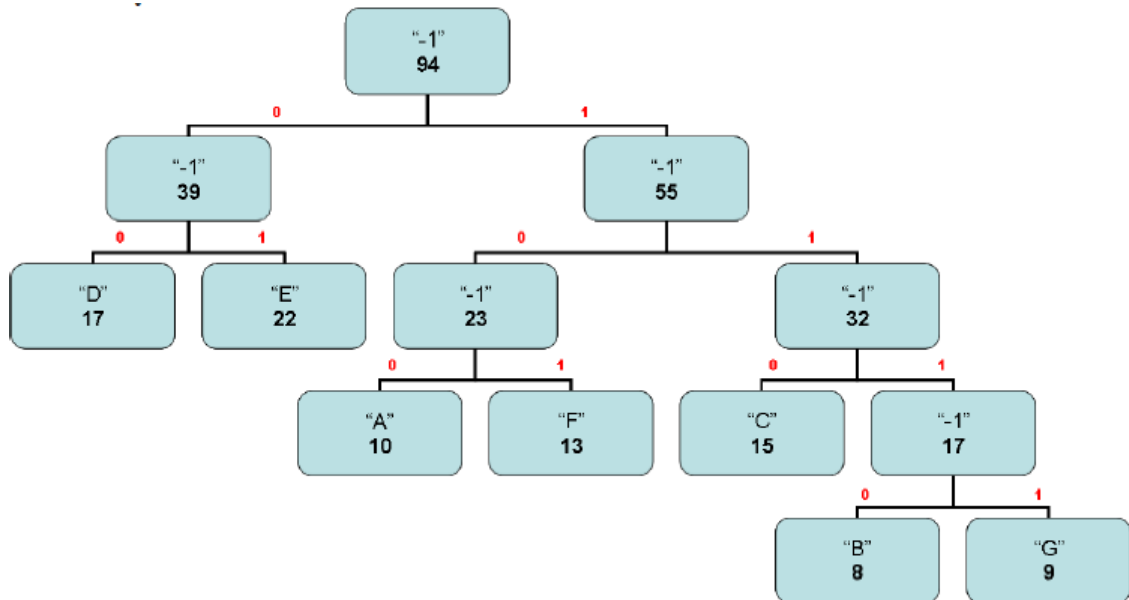 “-1”
94
0 1
“-1” “-1”
39 55
0 1 0 1
“D” “E” “-1” “-1”
17 22 23 32
0 1 0 1
“A” “F” “C” “-1”
10 13 15 17
0 1
“B” “G”
8 9